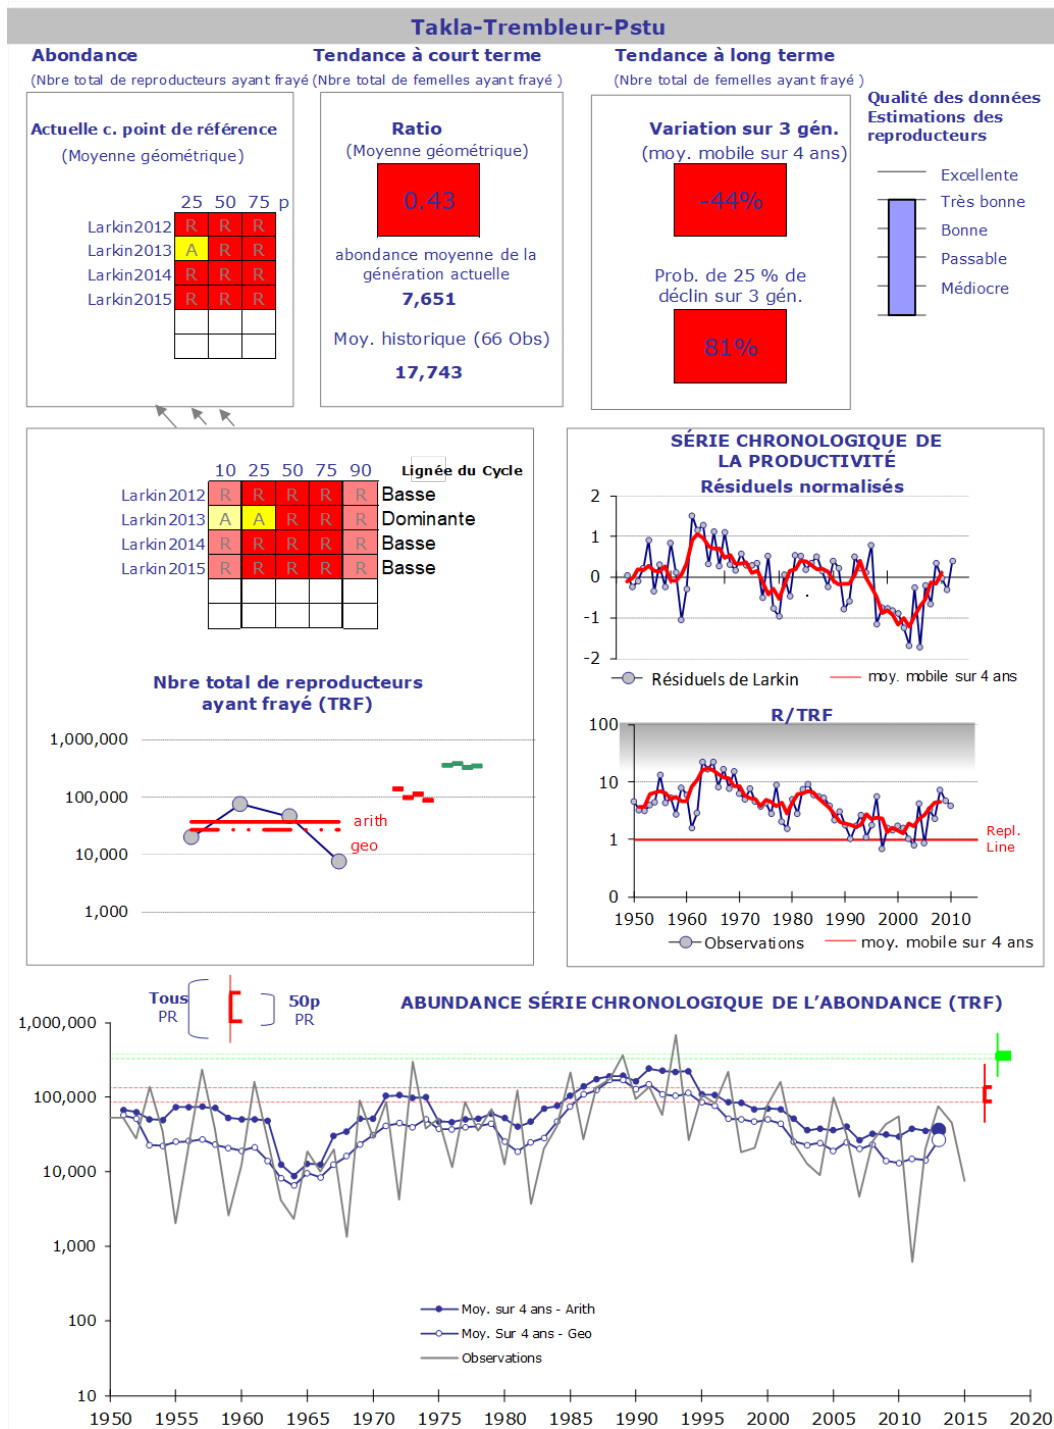 Takla-Trembleur-Pstu
Abondance
(Nbre total de reproducteurs ayant frayé)
Tendance à court terme
(Nbre total de femelles ayant frayé )
Tendance à long terme
(Nbre total de femelles ayant frayé )
Actuelle c. point de référence
(Moyenne géométrique)
25 50 75 p
Larkin2012 R R R
Larkin2013 A R R
Larkin2014 R R R
Larkin2015 R R R
Ratio
(Moyenne géométrique)
0.43
abondance moyenne de la
génération actuelle
7,651
Moy. historique (66 Obs)
17,743
Variation sur 3 gén.
(moy. mobile sur 4 ans)
-44%
Prob. de 25 % de
déclin sur 3 gén.
81%
Qualité des données
Estimations des
reproducteurs
Excellente
Très bonne
Bonne
Passable
Médiocre
10 25 50 75 90 Lignée du Cycle
Larkin2012 R R R R R Basse
Larkin2013 A A R R R Dominante
Larkin2014 R R R R R Basse
Larkin2015 R R R R R Basse
Nbre total de reproducteurs
ayant frayé (TRF)
1,000,000
100,000
10,000
1,000
arith
geo
SÉRIE CHRONOLOGIQUE DE
LA PRODUCTIVITÉ
Résiduels normalisés
2
1
0
-1
-2
Résiduels de Larkin
moy. mobile sur 4 ans
R/TRF
100
10
1
0
Repl.
Line
1950 1960 1970 1980 1990 2000 2010
Observations
moy. mobile sur 4 ans
Tous
PR
50p
PR
ABUNDANCE SÉRIE CHRONOLOGIQUE DE L'ABONDANCE (TRF)
1,000,000
100,000
10,000
1,000
100
10
Moy. sur 4 ans - Arith
Moy. Sur 4 ans - Geo
Observations
1950 1955 1960 1965 1970 1975 1980 1985 1990 1995 2000 2005 2010 2015 2020